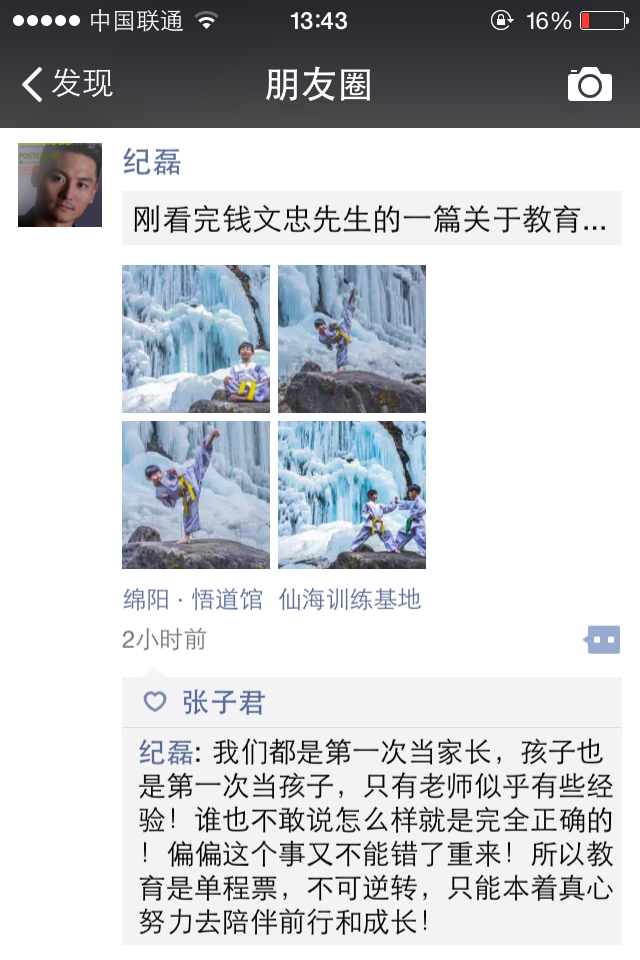 中国联通
13:43
16%
发现
朋友圈
纪磊
刚看完钱文忠先生的一篇关于教育...
绵阳 · 悟道馆 仙海训练基地
2小时前
张子君
纪磊: 我们都是第一次当家长，孩子也
是第一次当孩子，只有老师似乎有些经
验！谁也不敢说怎么样就是完全正确的
！偏偏这个事又不能错了重来！所以教
育是单程票，不可逆转，只能本着真心
努力去陪伴前行和成长！